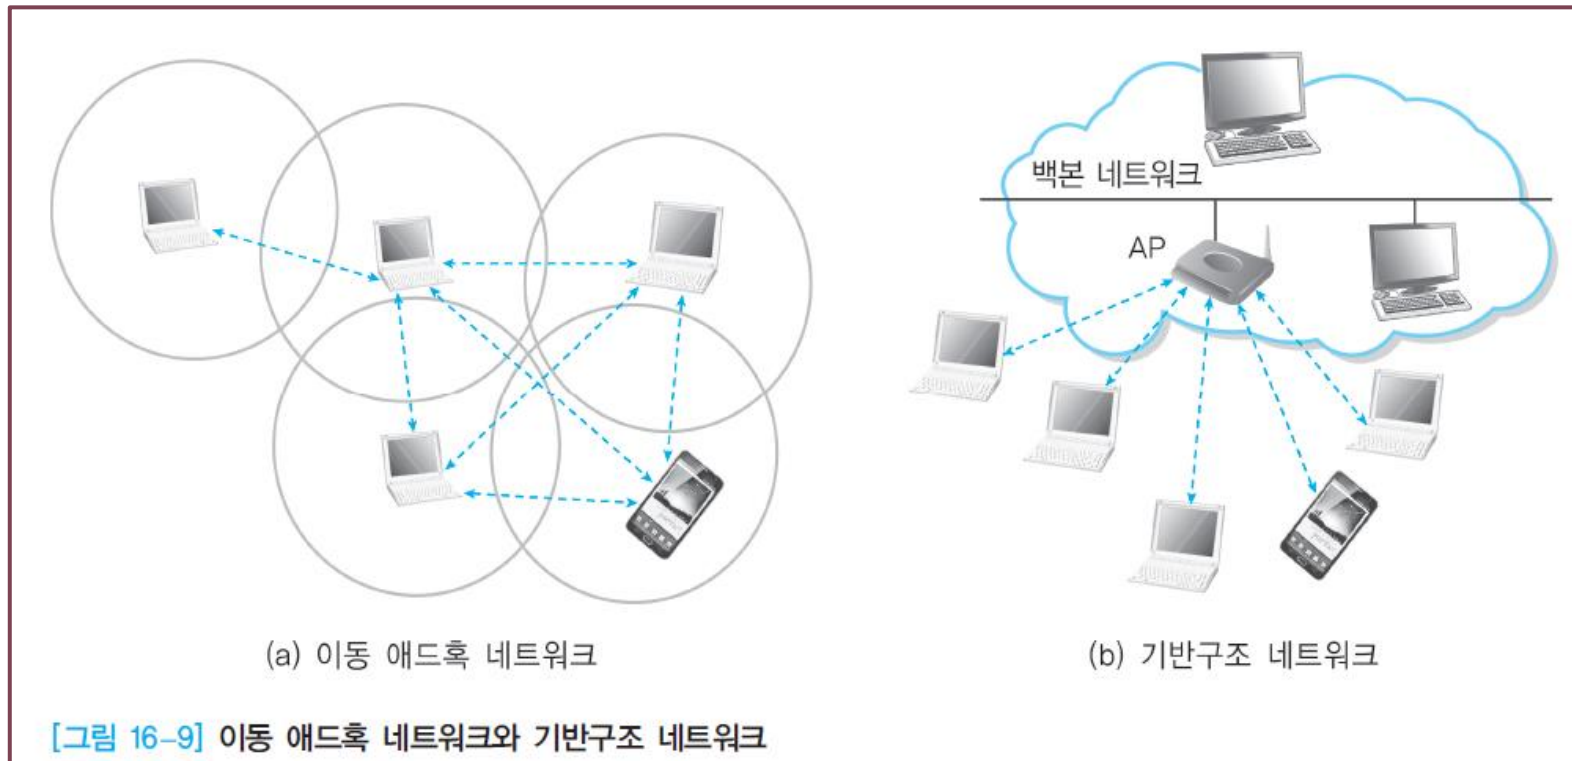 백본 네트워크
AP
(a) 이동 애드혹 네트워크
(b) 기반구조 네트워크
[그림 16-9] 이동 애드혹 네트워크와 기반구조 네트워크